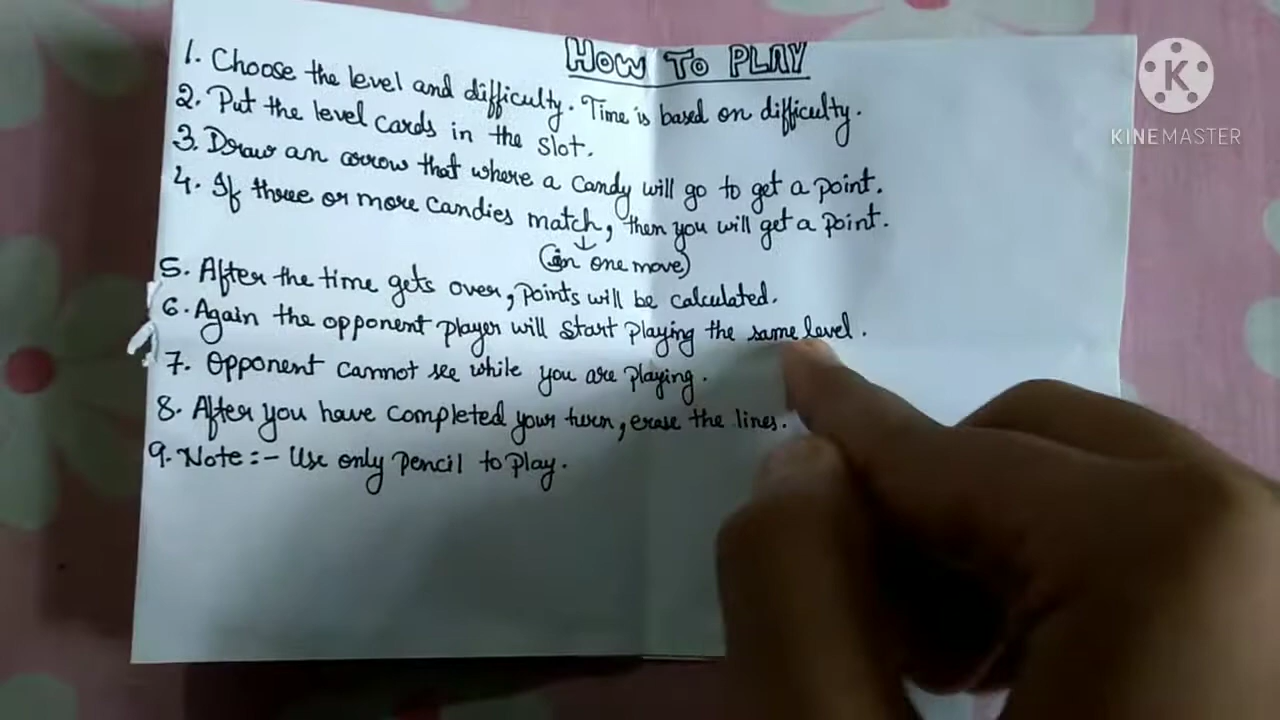 HOW TO PLAY
1. Choose the level and difficulty. Time is based on difficulty.
2. Put the level cards in the slot.
3. Draw an arrow that where a candy will go to get a point.
4. If three or more candies match, then you will get a point.
(in one move)
5. After the time gets over, points will be calculated.
6. Again the opponent player will start playing the same level.
7. Opponent cannot see while you are playing.
8. After you have completed your turn, erase the lines.
9. Note:- Use only pencil to play.
K
KINEMASTER